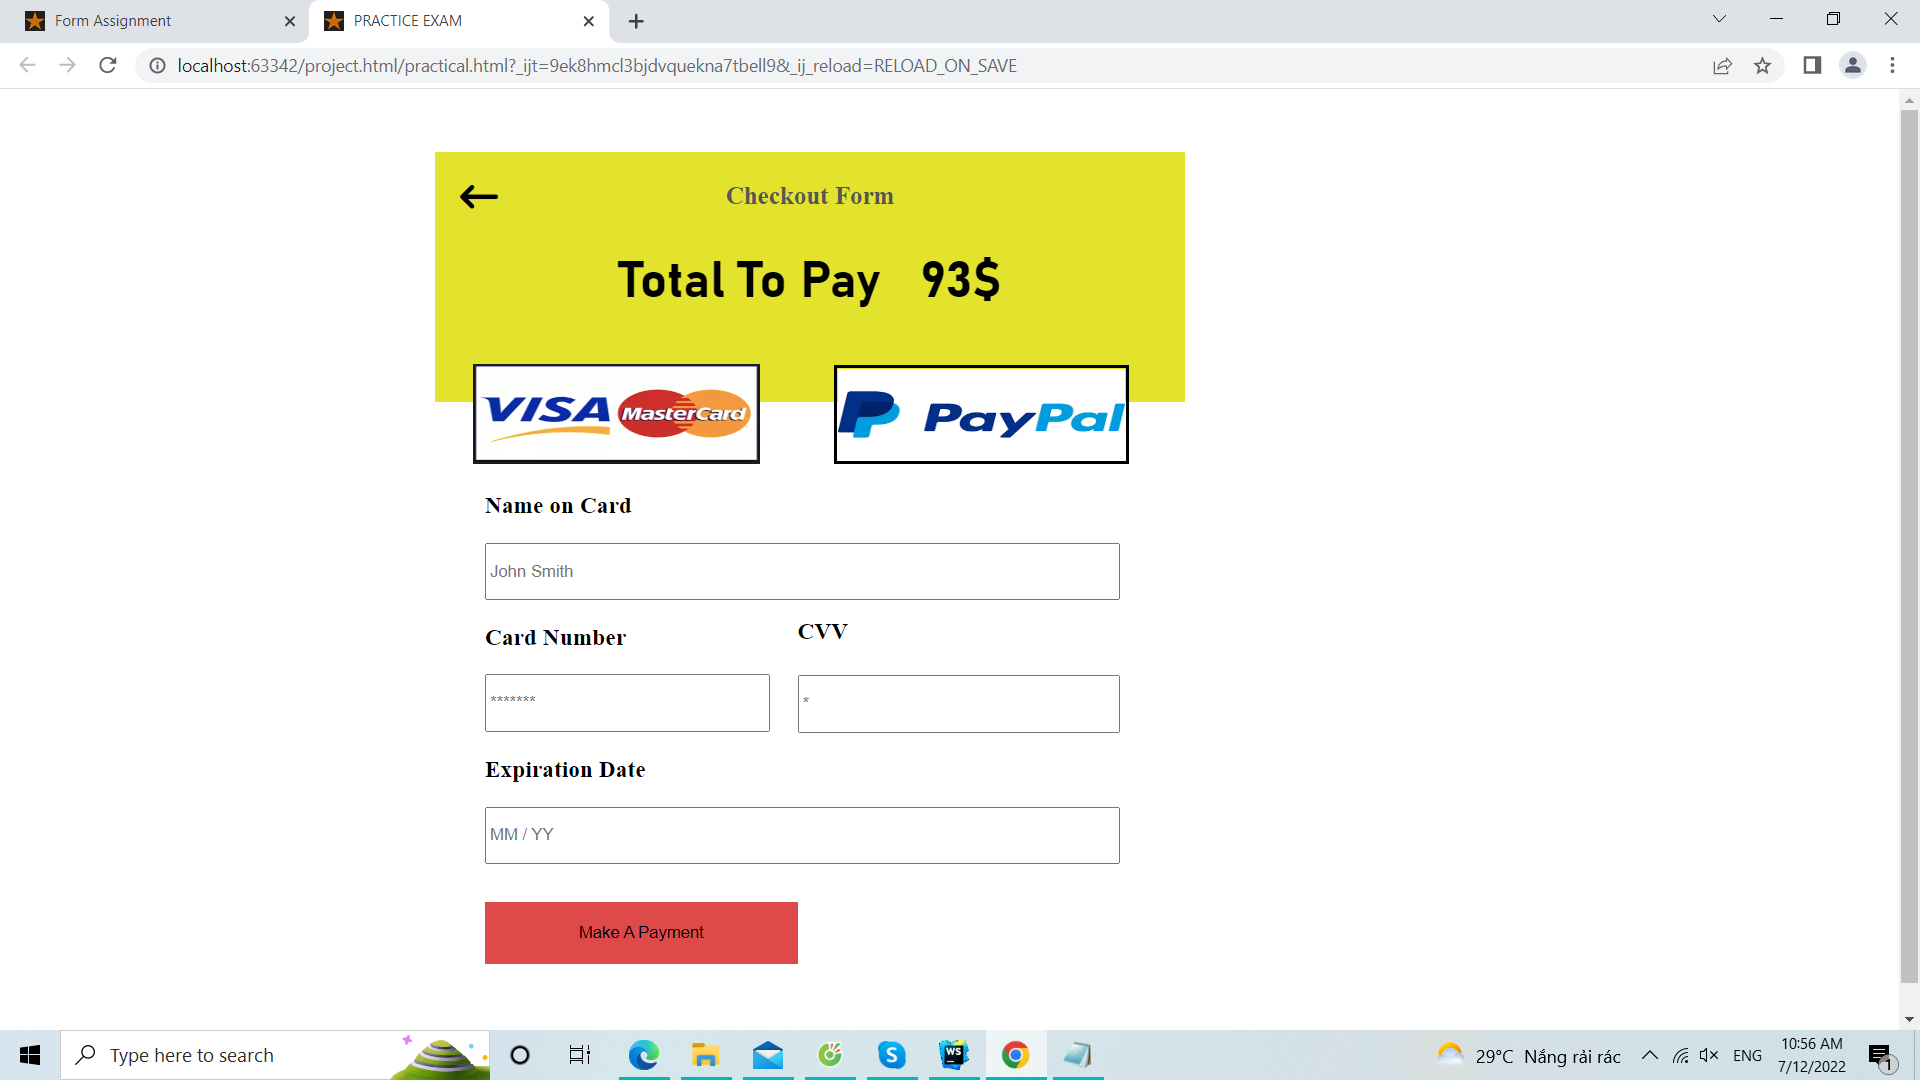 Form Assignment
PRACTICE EXAM
localhost:63342/project.html/practical.html?_ijt=9ek8hmcl3bjdvquekna7tbell9&_ij_reload=RELOAD_ON_SAVE
Checkout Form
Total To Pay 93$
VISA MasterCard
PayPal
Name on Card
John Smith
Card Number
CVV
*******
*
Expiration Date
MM / YY
Make A Payment
Type here to search
S
WS
29°C Nắng rải rác
ENG
10:56 AM
7/12/2022
1